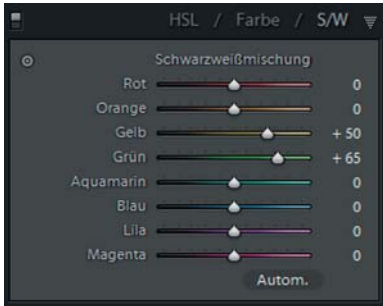 HSL / Farbe / S/W
Schwarzweißmischung
Rot 0
Orange 0
Gelb + 50
Grün + 65
Aquamarin 0
Blau 0
Lila 0
Magenta 0
Autom.